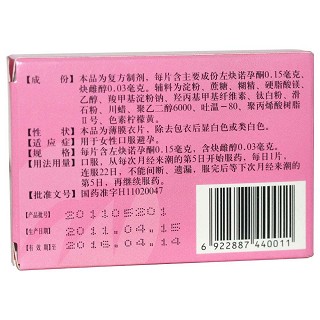 【成 份】本品为复方制剂，每片含主要成份左炔诺孕酮0.15毫克，
炔雌醇0.03毫克。辅料为淀粉、蔗糖、糊精、硬脂酸镁、
乙醇、羧甲基淀粉钠、羟丙基甲基纤维素、钛白粉、滑
石粉、川蜡、聚乙二醇6000、吐温-80、聚丙烯酸树脂
Ⅱ号、色素柠檬黄。
【性 状】本品为薄膜衣片，除去包衣后显白色或类白色。
【适 应 症】用于女性口服避孕。
【规 格】每片含左炔诺孕酮0.15毫克，含炔雌醇0.03毫克。
【用法用量】口服，从每次月经来潮的第5日开始服药，每日1片，
连服22日，不能间断、遗漏，服完后等下次月经来潮的
第5日，再继续服药。
【批准文号】国药准字H11020047
【产品批号】201105201
【生产日期】2011.04.15
【有 效 期】至 2016.04.14
6 922887 440011